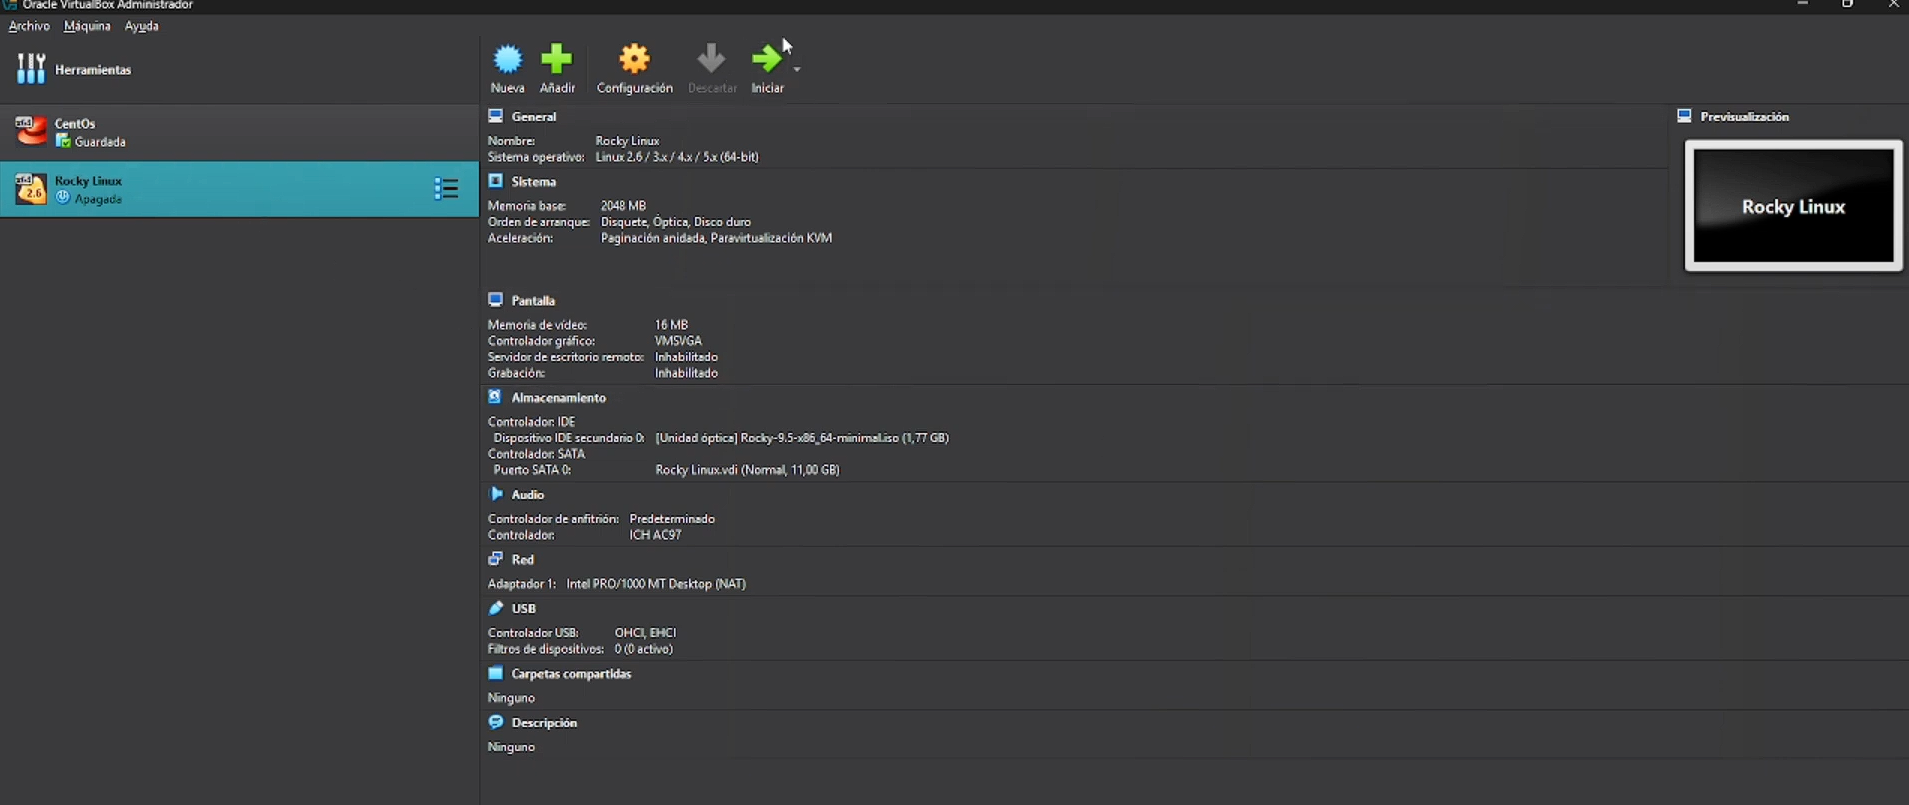 Oracle VirtualBox Administrador
Archivo Máquina Ayuda
Herramientas
Nueva Añadir Configuración Descartar Iniciar
CentOs
Guardada
Rocky Linux
Apagada
General
Nombre: Rocky Linux
Sistema operativo: Linux 2.6 / 3.x / 4.x / 5.x (64-bit)
Sistema
Memoria base: 2048 MB
Orden de arranque: Disquete, Óptica, Disco duro
Aceleración: Paginación anidada, Paravirtualización KVM
Previsualización
Rocky Linux
Pantalla
Memoria de vídeo: 16 MB
Controlador gráfico: VMSVGA
Servidor de escritorio remoto: Inhabilitado
Grabación: Inhabilitado
Almacenamiento
Controlador: IDE
Dispositivo IDE secundario 0: [Unidad óptica] Rocky-9.5-x86_64-minimal.iso (1,77 GB)
Controlador: SATA
Puerto SATA 0: Rocky Linux.vdi (Normal, 11,00 GB)
Audio
Controlador de anfitrión: Predeterminado
Controlador: ICH AC97
Red
Adaptador 1: Intel PRO/1000 MT Desktop (NAT)
USB
Controlador USB: OHCI, EHCI
Filtros de dispositivos: 0 (0 activo)
Carpetas compartidas
Ninguno
Descripción
Ninguno